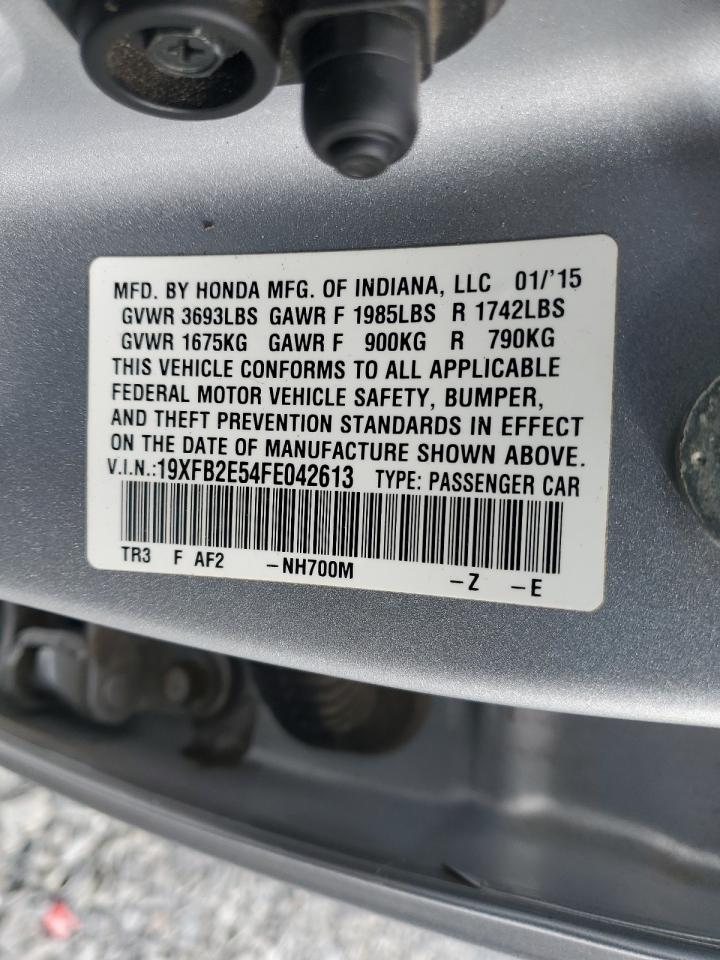 MFD. BY HONDA MFG. OF INDIANA, LLC 01/'15
GVWR 3693LBS GAWR F 1985LBS R 1742LBS
GVWR 1675KG GAWR F 900KG R 790KG
THIS VEHICLE CONFORMS TO ALL APPLICABLE
FEDERAL MOTOR VEHICLE SAFETY, BUMPER,
AND THEFT PREVENTION STANDARDS IN EFFECT
ON THE DATE OF MANUFACTURE SHOWN ABOVE.
V.I.N.:19XFB2E54FE042613 TYPE: PASSENGER CAR
TR3 F AF2 –NH700M –Z –E